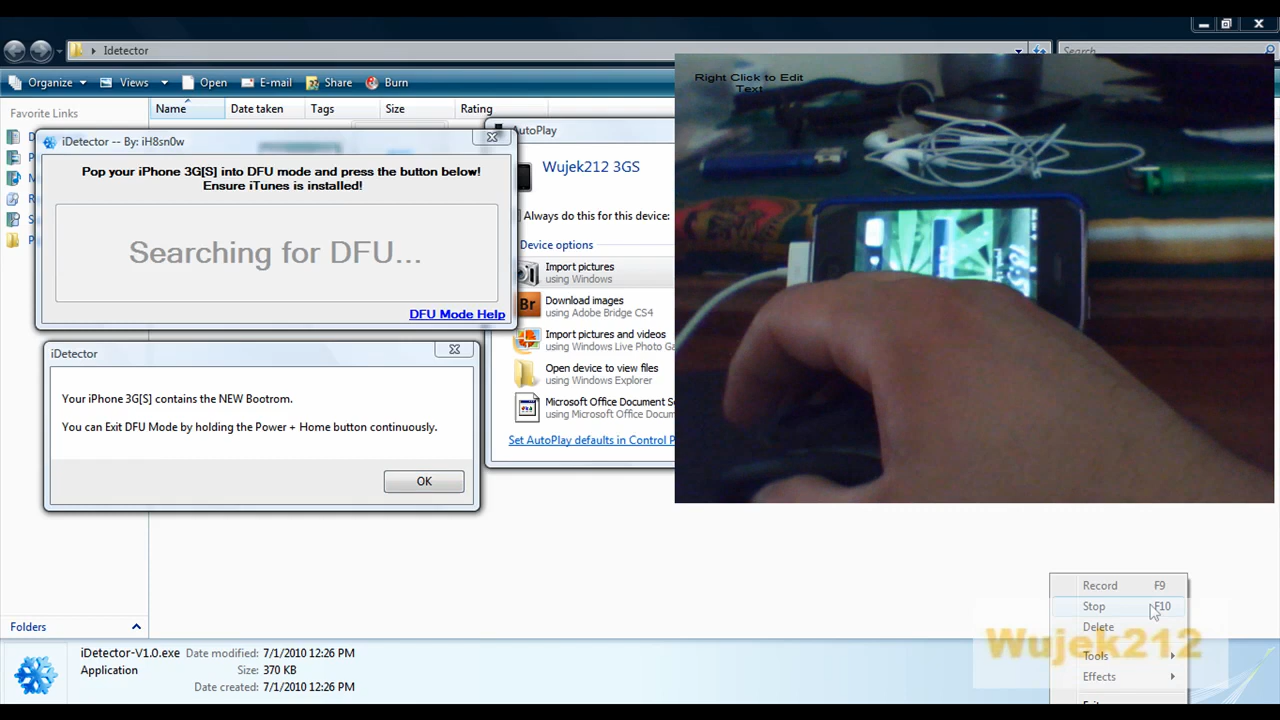 Idetector
Search
Organize
Views
Open
E-mail
Share
Burn
Favorite Links
Name
Date taken
Tags
Size
Rating
iDetector -- By: iH8sn0w
Pop your iPhone 3G[S] into DFU mode and press the button below!
Ensure iTunes is installed!
Searching for DFU...
DFU Mode Help
iDetector
Your iPhone 3G[S] contains the NEW Bootrom.
You can Exit DFU Mode by holding the Power + Home button continuously.
OK
AutoPlay
Wujek212 3GS
Always do this for this device:
Device options
Import pictures
using Windows
Download images
using Adobe Bridge CS4
Import pictures and videos
using Windows Live Photo Ga
Open device to view files
using Windows Explorer
Microsoft Office Document S
using Microsoft Office Docum
Set AutoPlay defaults in Control P
Right Click to Edit
Text
Record F9
Stop F10
Delete
Tools
Effects
Wujek212
Folders
iDetector-V1.0.exe
Application
Date modified: 7/1/2010 12:26 PM
Size: 370 KB
Date created: 7/1/2010 12:26 PM